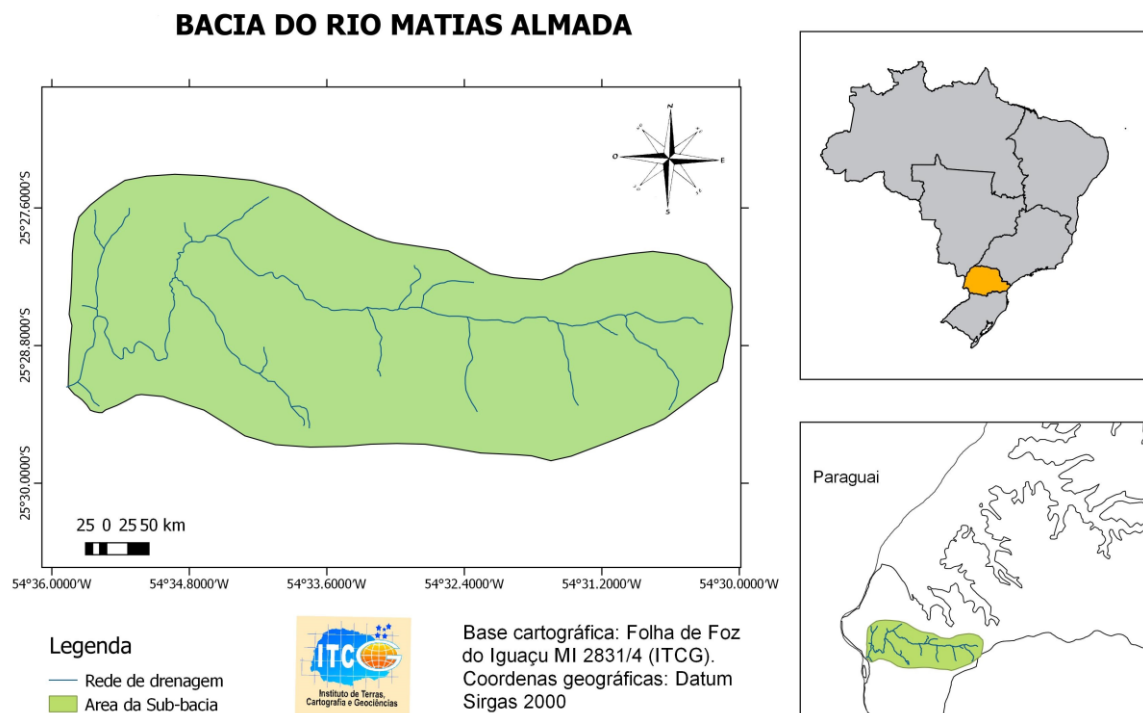 BACIA DO RIO MATIAS ALMADA
N
O
E
S
25°27.6000'S
25°28.8000'S
25°30.0000'S
25 0 25 50 km
54°36.0000'W
54°34.8000'W
54°33.6000'W
54°32.4000'W
54°31.2000'W
54°30.0000'W
Paraguai
Legenda
Rede de drenagem
Area da Sub-bacia
ITCG
Instituto de Terras,
Cartografia e Geociências
Base cartográfica: Folha de Foz
do Iguaçu MI 2831/4 (ITCG).
Coordenas geográficas: Datum
Sirgas 2000